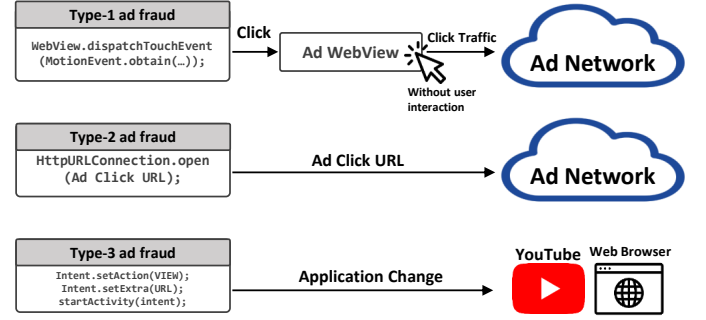 Type-1 ad fraud
WebView.dispatchTouchEvent
(MotionEvent.obtain(…));
Click
Ad WebView
Click Traffic
Without user
interaction
Ad Network
Type-2 ad fraud
HttpURLConnection.open
(Ad Click URL);
Ad Click URL
Ad Network
Type-3 ad fraud
Intent.setAction(VIEW);
Intent.setExtra(URL);
startActivity(intent);
Application Change
YouTube
Web Browser